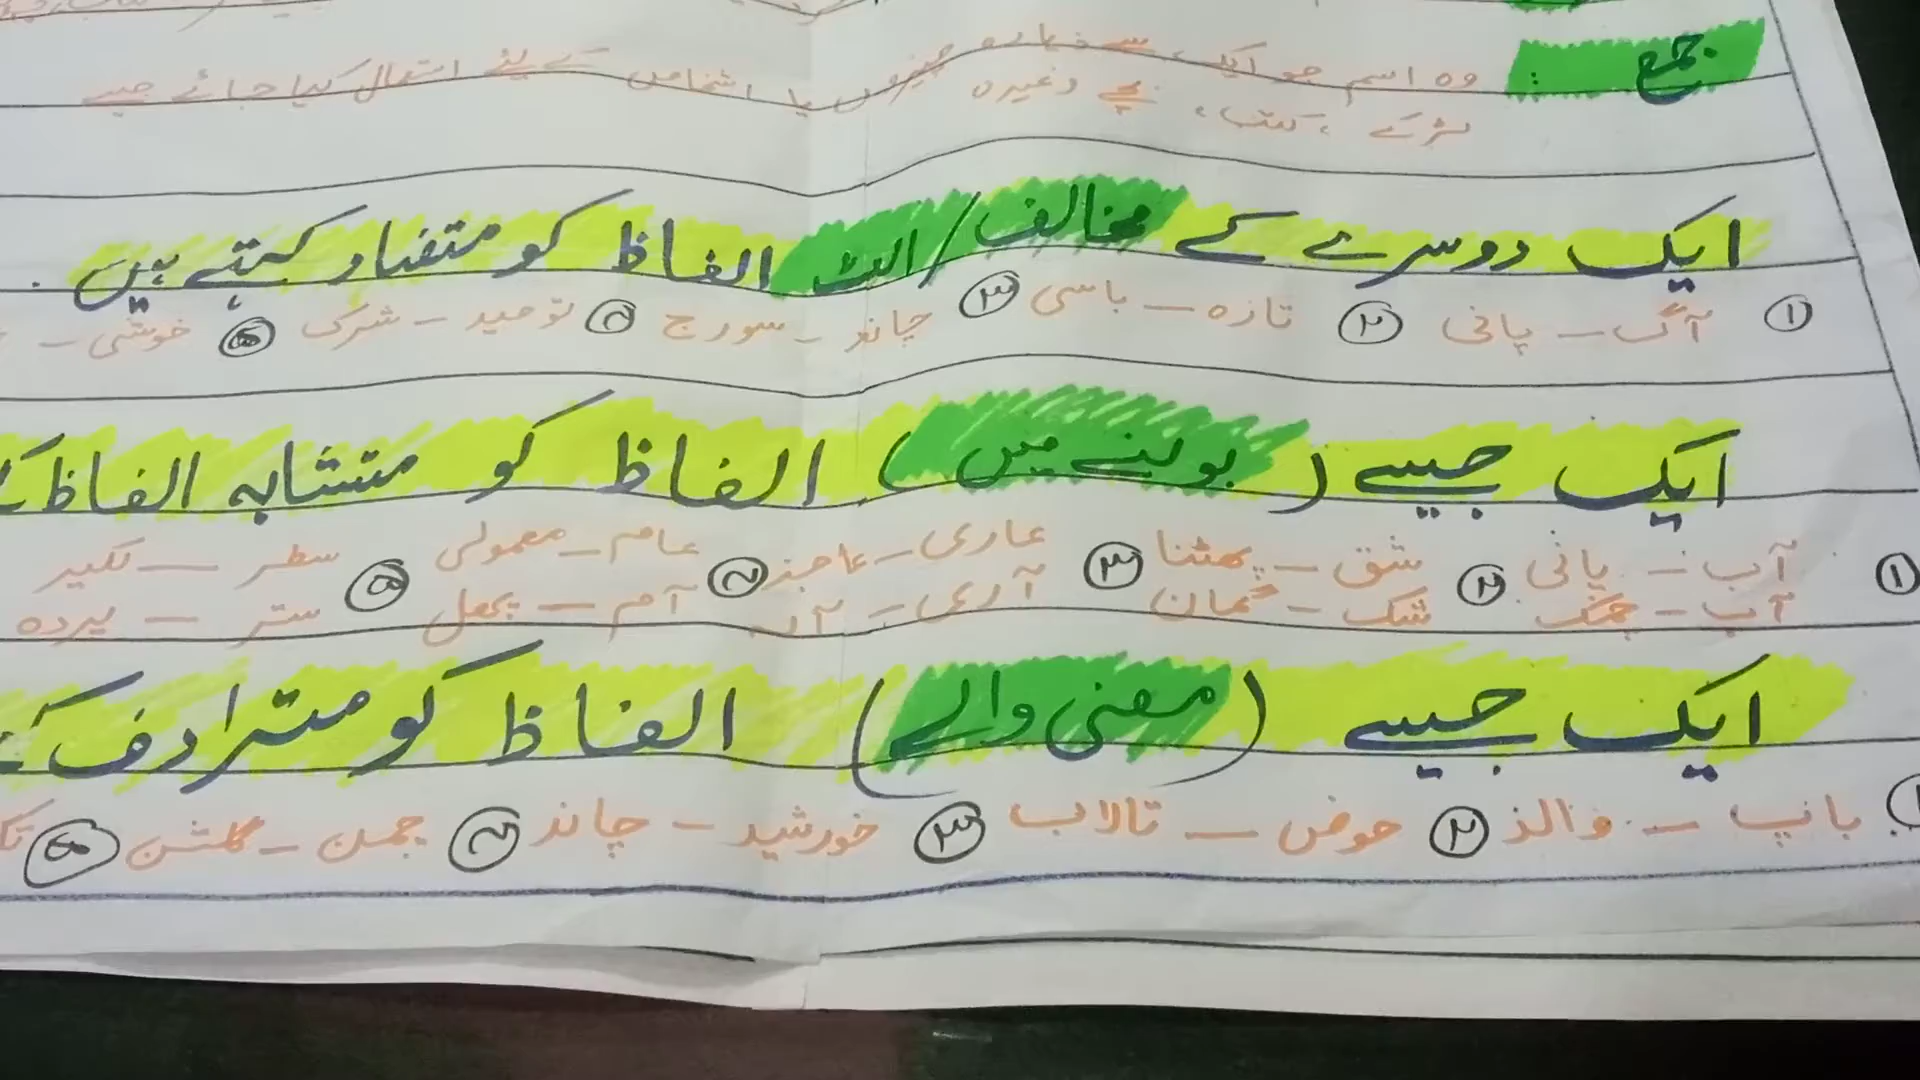 جمع : وہ اسم جو ایک سے زیادہ چیزوں یا اشخاص کے لیے استعمال کیا جائے جیسے
لڑکے ، کتب ، بچے وغیرہ
ایک دوسرے کے مخالف/الٹ الفاظ کو متضاد کہتے ہیں .
۱ آگ – پانی ۲ تازہ – باسی ۳ چاند – سورج ۴ توحید – شرک ۵ خوشی –
ایک جیسے (بولنے میں) الفاظ کو متشابہ الفاظ
۱ آب – پانی ۲ شق – پھٹنا ۳ عاری – عاجز ۴ عام – معمولی ۵ سطر – لکیر
آب – چمک شک – گمان آری – آلہ آم – پھل ستر – پردہ
ایک جیسے (معنی والے) الفاظ کو مترادف
۱ باپ – والد ۲ حوض – تالاب ۳ خورشید – چاند ۴ چمن – گلشن ۵